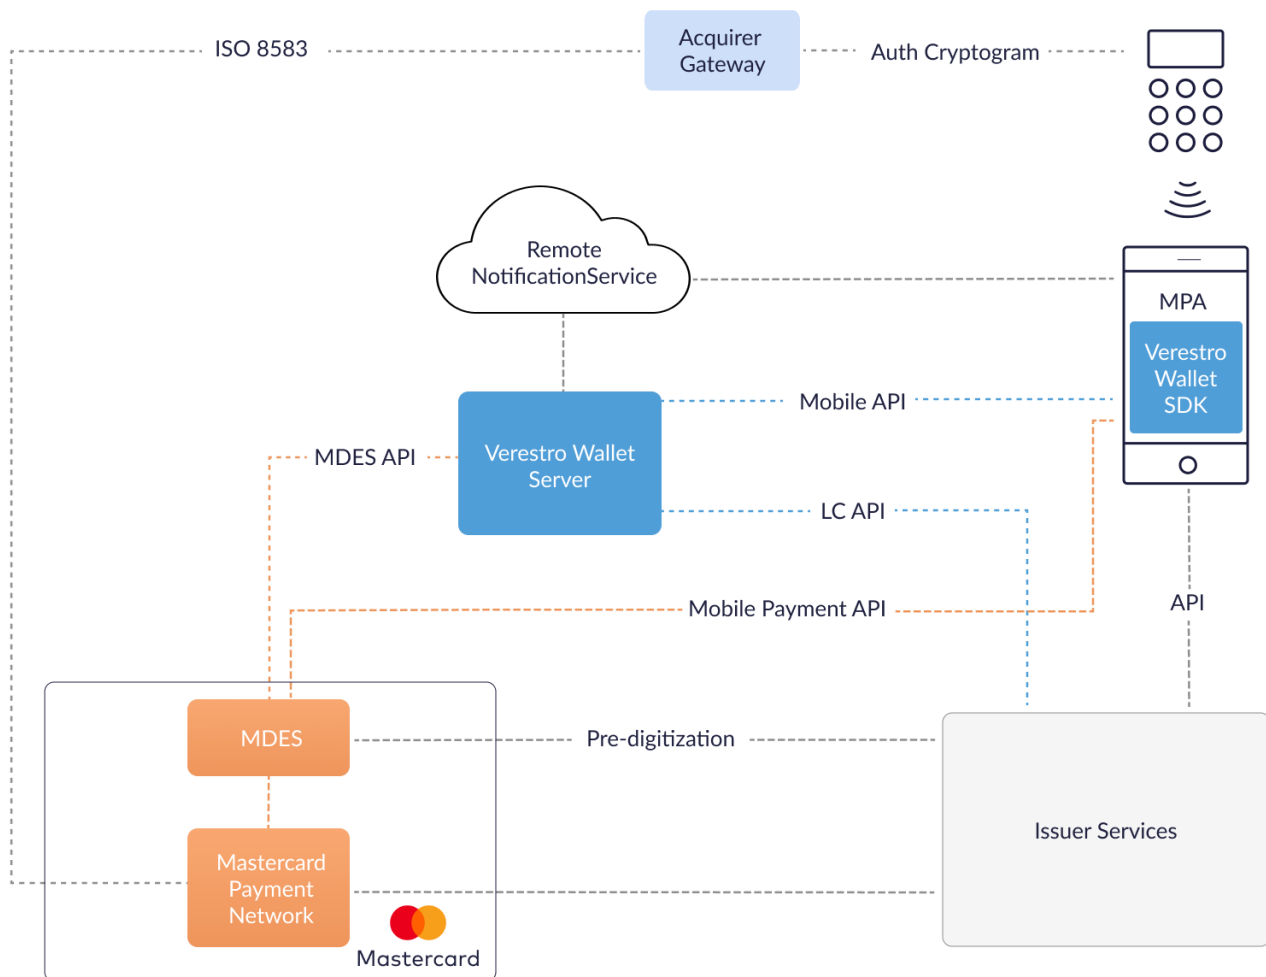 ISO 8583
Acquirer
Gateway
Auth Cryptogram
Remote
NotificationService
MPA
Verestro
Wallet
SDK
Mobile API
MDES API
Verestro Wallet
Server
LC API
Mobile Payment API
API
MDES
Pre-digitization
Issuer Services
Mastercard
Payment
Network
Mastercard